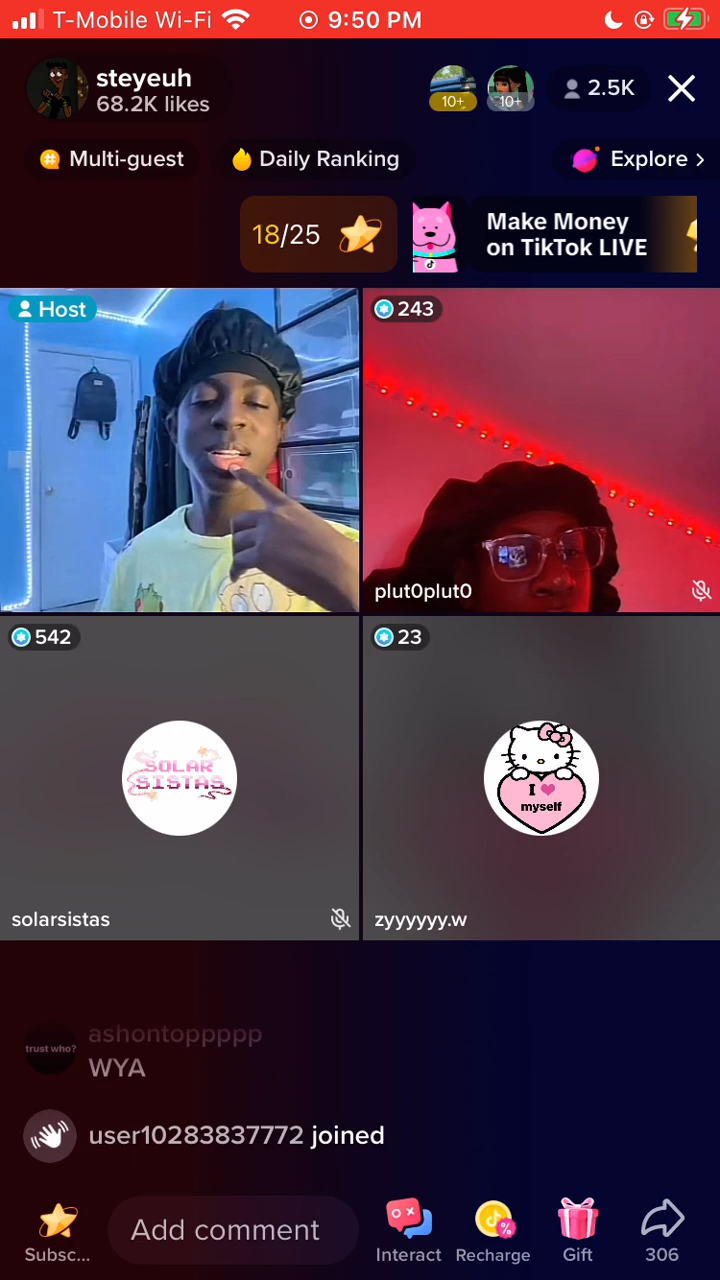 T-Mobile Wi-Fi 9:50 PM
steyeuh
68.2K likes
10+
10+
2.5K
Multi-guest
Daily Ranking
Explore >
18/25
Make Money
on TikTok LIVE
Host
243
plut0plut0
542
SOLAR
SISTAS
solarsistas
23
I ❤
myself
zyyyyyy.w
trust who?
ashontoppppp
WYA
user10283837772 joined
Add comment
Subsc...
Interact
Recharge
Gift
306